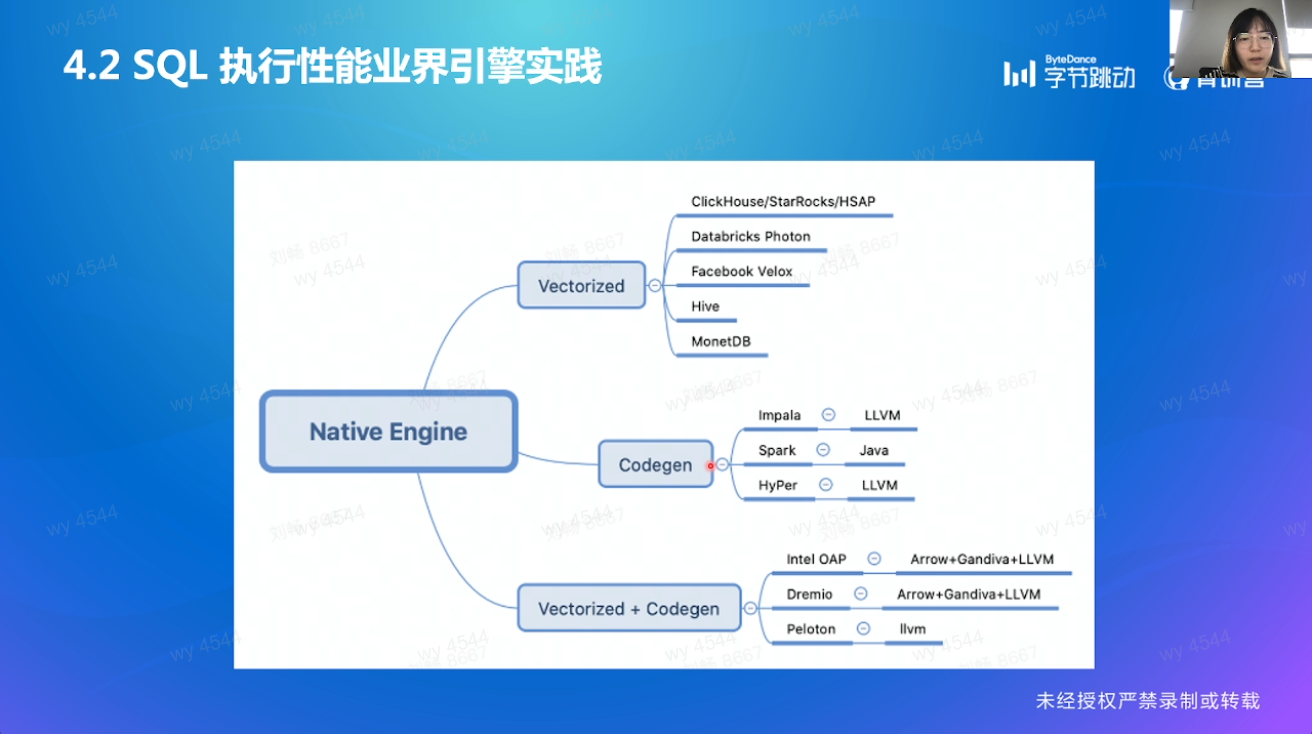 4.2 SQL 执行性能业界引擎实践
ByteDance
字节跳动
ClickHouse/StarRocks/HSAP
Databricks Photon
Facebook Velox
Hive
MonetDB
Vectorized
Native Engine
Codegen
Impala LLVM
Spark Java
HyPer LLVM
Vectorized + Codegen
Intel OAP Arrow+Gandiva+LLVM
Dremio Arrow+Gandiva+LLVM
Peloton llvm
wy 4544
刘畅 8667
未经授权严禁录制或转载